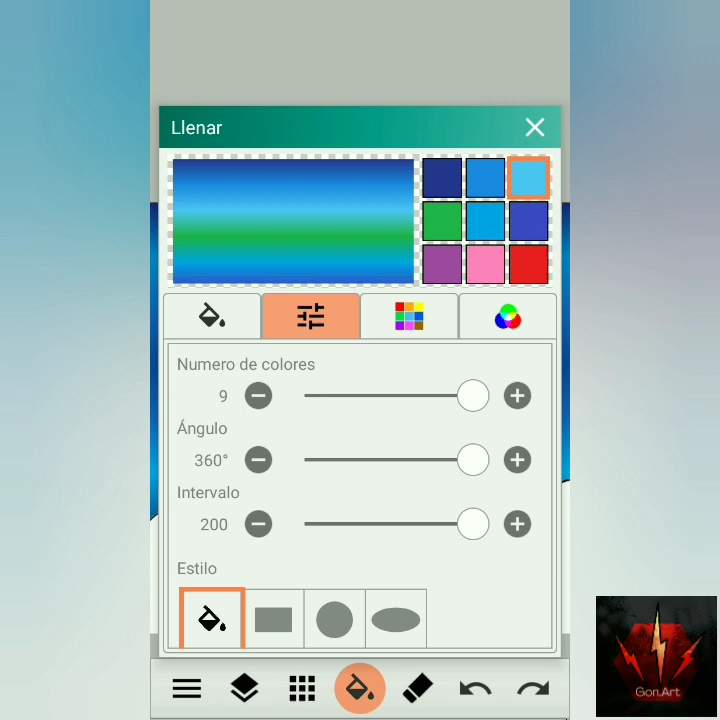 Llenar
Numero de colores
9
Ángulo
360°
Intervalo
200
Estilo
Gon.Art